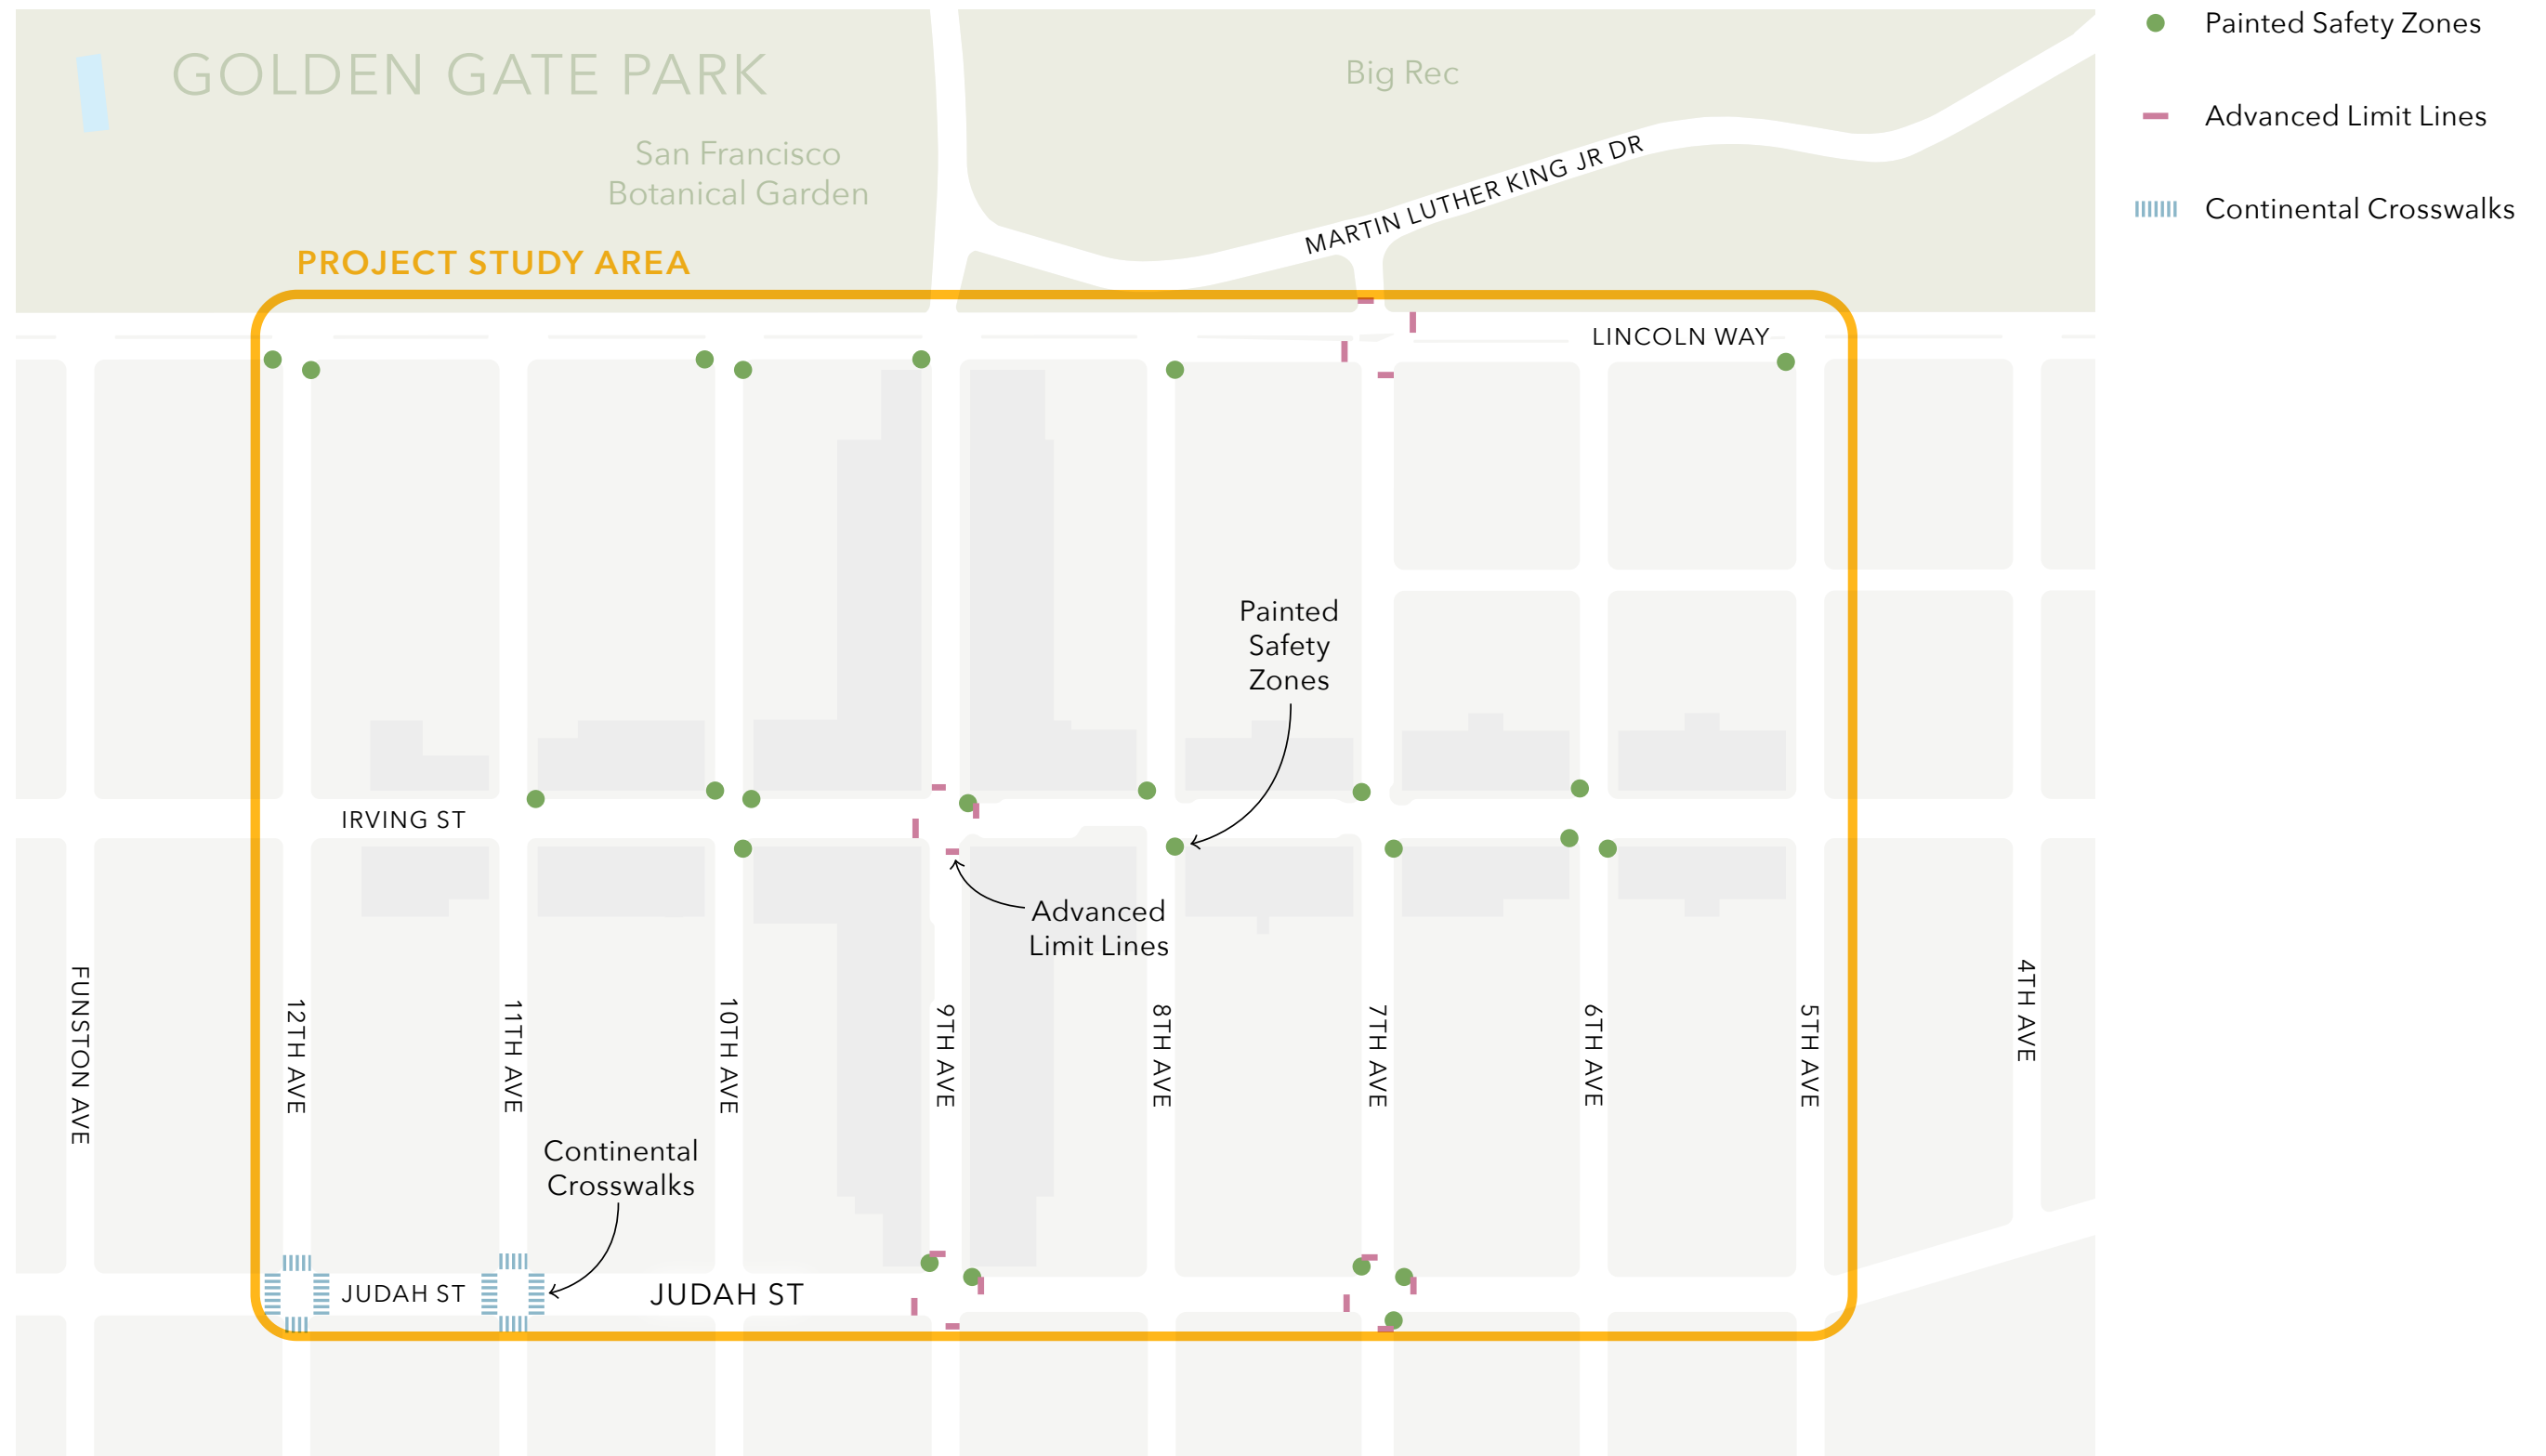 GOLDEN GATE PARK
Big Rec
San Francisco
Botanical Garden
MARTIN LUTHER KING JR DR
PROJECT STUDY AREA
LINCOLN WAY
Painted Safety Zones
Advanced Limit Lines
Continental Crosswalks
Painted
Safety
Zones
IRVING ST
Advanced
Limit Lines
FUNSTON AVE
12TH AVE
11TH AVE
10TH AVE
9TH AVE
8TH AVE
7TH AVE
6TH AVE
5TH AVE
4TH AVE
Continental
Crosswalks
JUDAH ST
JUDAH ST